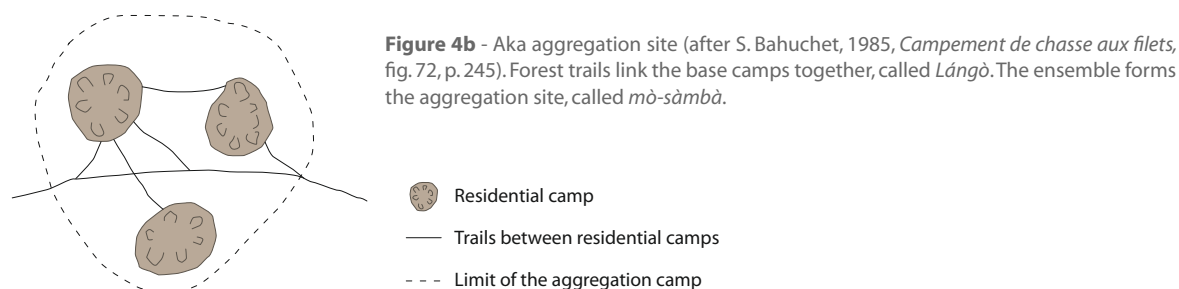 Figure 4b - Aka aggregation site (after S. Bahuchet, 1985, Campement de chasse aux filets,
fig. 72, p. 245). Forest trails link the base camps together, called Lángò. The ensemble forms
the aggregation site, called mò-sàmbà.
Residential camp
Trails between residential camps
Limit of the aggregation camp